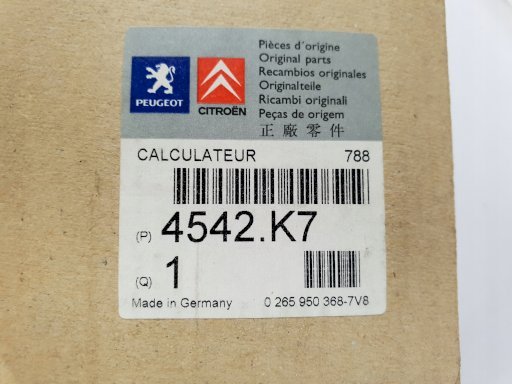 PEUGEOT
CITROËN
Pièces d'origine
Original parts
Recambios originales
Originalteile
Ricambi originali
Peças de origem
正廠零件
CALCULATEUR 788
(P) 4542.K7
(Q) 1
Made in Germany 0 265 950 368-7V8